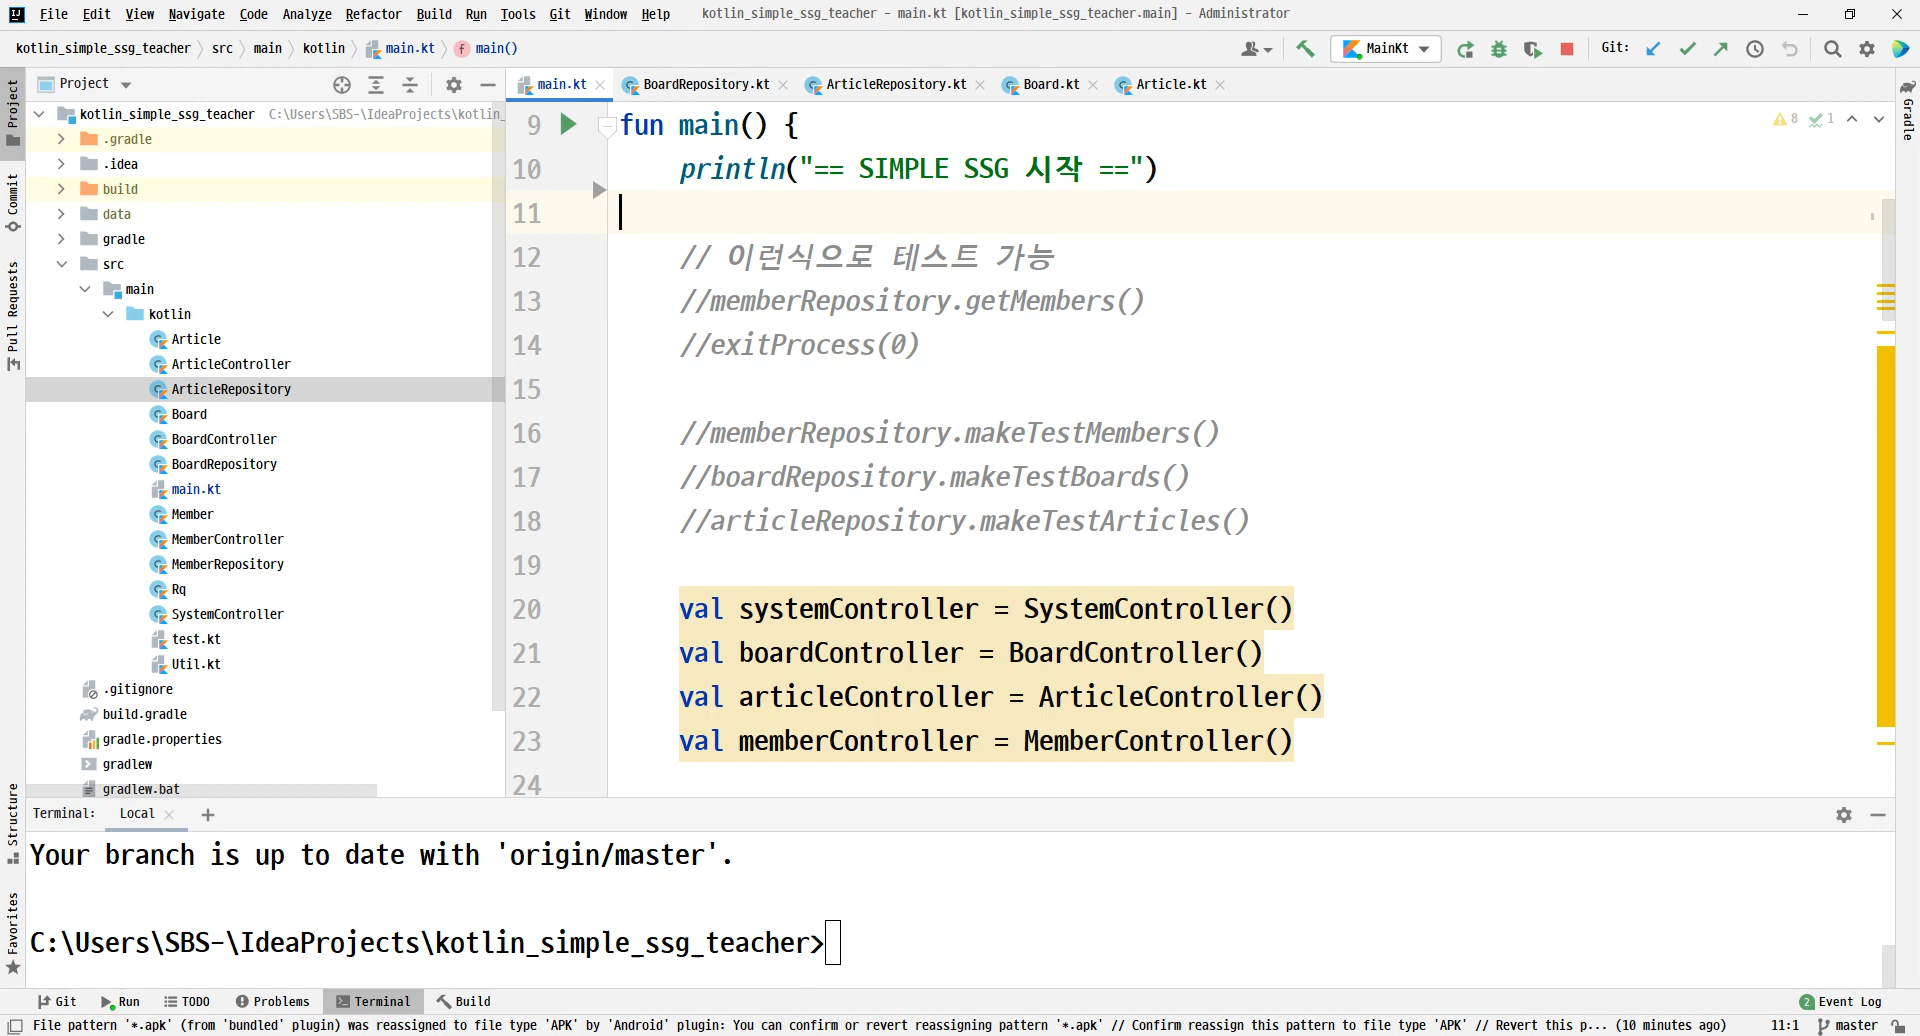 File Edit View Navigate Code Analyze Refactor Build Run Tools Git Window Help kotlin_simple_ssg_teacher - main.kt [kotlin_simple_ssg_teacher.main] - Administrator
kotlin_simple_ssg_teacher src main kotlin main.kt main() MainKt Git:
Project
main.kt BoardRepository.kt ArticleRepository.kt Board.kt Article.kt
Project
Commit
Pull Requests
Structure
Favorites
Gradle
kotlin_simple_ssg_teacher C:\Users\SBS-\IdeaProjects\kotlin_
.gradle
.idea
build
data
gradle
src
main
kotlin
Article
ArticleController
ArticleRepository
Board
BoardController
BoardRepository
main.kt
Member
MemberController
MemberRepository
Rq
SystemController
test.kt
Util.kt
.gitignore
build.gradle
gradle.properties
gradlew
gradlew.bat
8 1
9 fun main() {
10 println("== SIMPLE SSG 시작 ==")
11
12 // 이런식으로 테스트 가능
13 //memberRepository.getMembers()
14 //exitProcess(0)
15
16 //memberRepository.makeTestMembers()
17 //boardRepository.makeTestBoards()
18 //articleRepository.makeTestArticles()
19
20 val systemController = SystemController()
21 val boardController = BoardController()
22 val articleController = ArticleController()
23 val memberController = MemberController()
24
Terminal: Local
Your branch is up to date with 'origin/master'.
C:\Users\SBS-\IdeaProjects\kotlin_simple_ssg_teacher>
Git Run TODO Problems Terminal Build 2 Event Log
File pattern '*.apk' (from 'bundled' plugin) was reassigned to file type 'APK' by 'Android' plugin: You can confirm or revert reassigning pattern '*.apk' // Confirm reassign this pattern to file type 'APK' // Revert this p... (10 minutes ago) 11:1 master